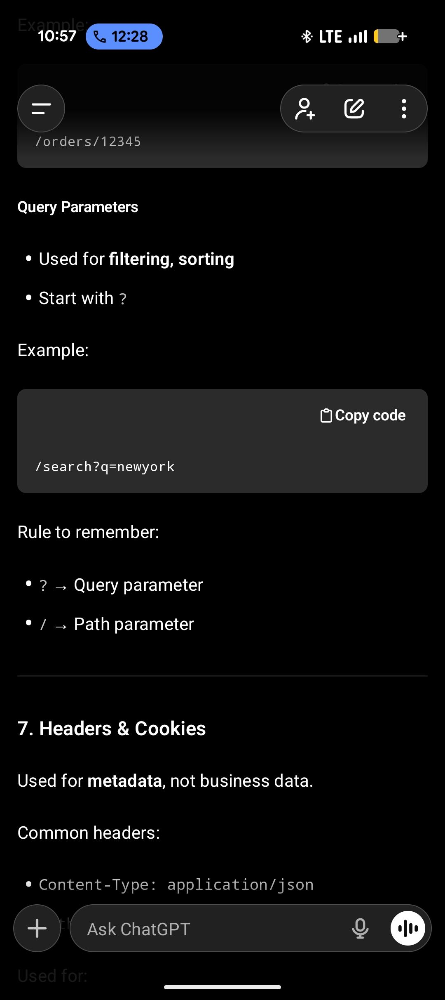 Example:
10:57 12:28 LTE
/orders/12345
Query Parameters
• Used for filtering, sorting
• Start with ?
Example:
Copy code
/search?q=newyork
Rule to remember:
• ? → Query parameter
• / → Path parameter
7. Headers & Cookies
Used for metadata, not business data.
Common headers:
• Content-Type: application/json
Ask ChatGPT
Used for: